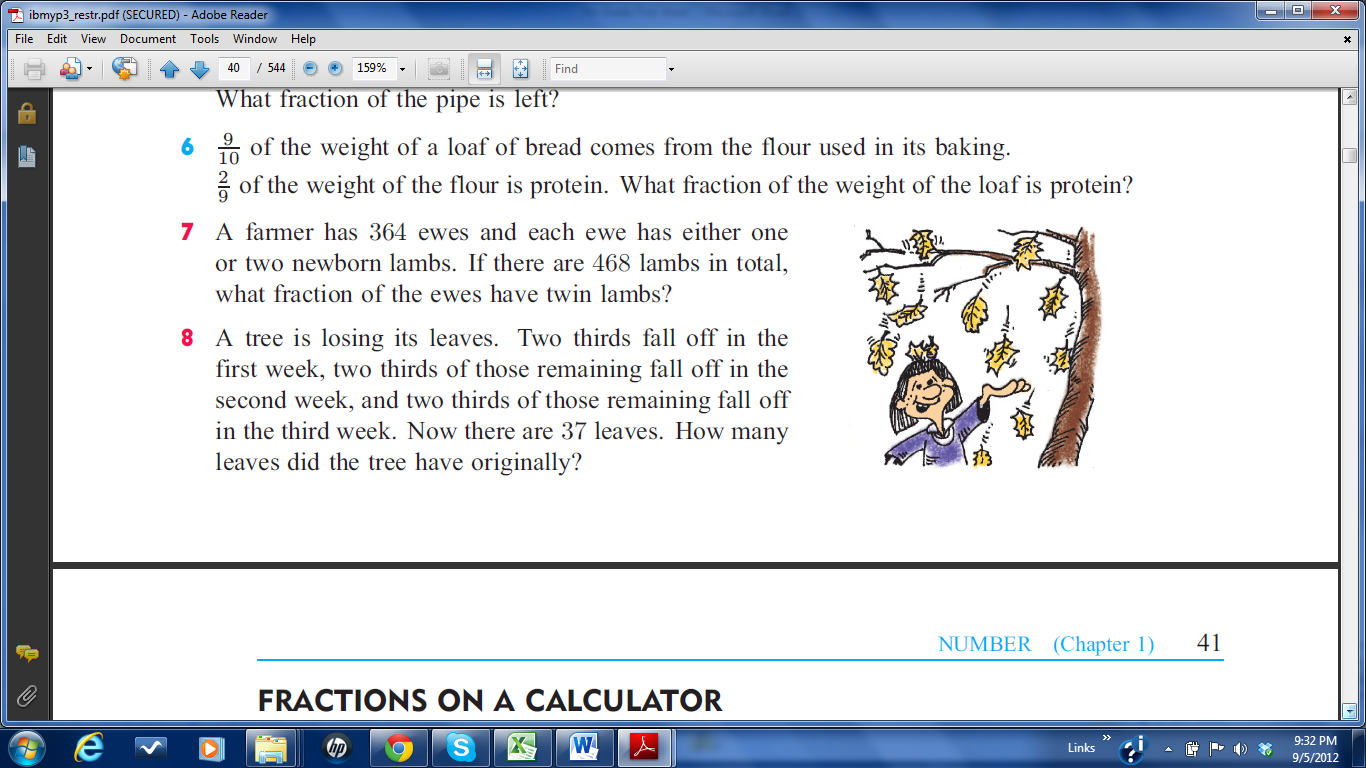 ibmyp3_restr.pdf (SECURED) - Adobe Reader
File Edit View Document Tools Window Help
40 / 544 159% Find
What fraction of the pipe is left?
6 9/10 of the weight of a loaf of bread comes from the flour used in its baking.
2/9 of the weight of the flour is protein. What fraction of the weight of the loaf is protein?
7 A farmer has 364 ewes and each ewe has either one
or two newborn lambs. If there are 468 lambs in total,
what fraction of the ewes have twin lambs?
8 A tree is losing its leaves. Two thirds fall off in the
first week, two thirds of those remaining fall off in the
second week, and two thirds of those remaining fall off
in the third week. Now there are 37 leaves. How many
leaves did the tree have originally?
NUMBER (Chapter 1) 41
FRACTIONS ON A CALCULATOR
hp
Links
9:32 PM
9/5/2012